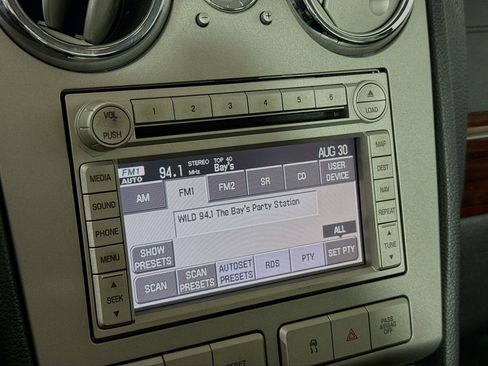 1 2 3 4 5 6
VOL
PUSH
LOAD
MEDIA
SOUND
PHONE
MENU
SEEK
MAP
DEST
NAV
REPEAT
TUNE
FM1 94.1 STEREO TOP 40 AUG 30
AUTO MHz Bay's
AM FM1 FM2 SR CD USER DEVICE
WILD 94.1 The Bay's Party Station
ALL
SHOW PRESETS
SCAN SCAN PRESETS AUTOSET PRESETS RDS PTY SET PTY
PASS AIRBAG OFF